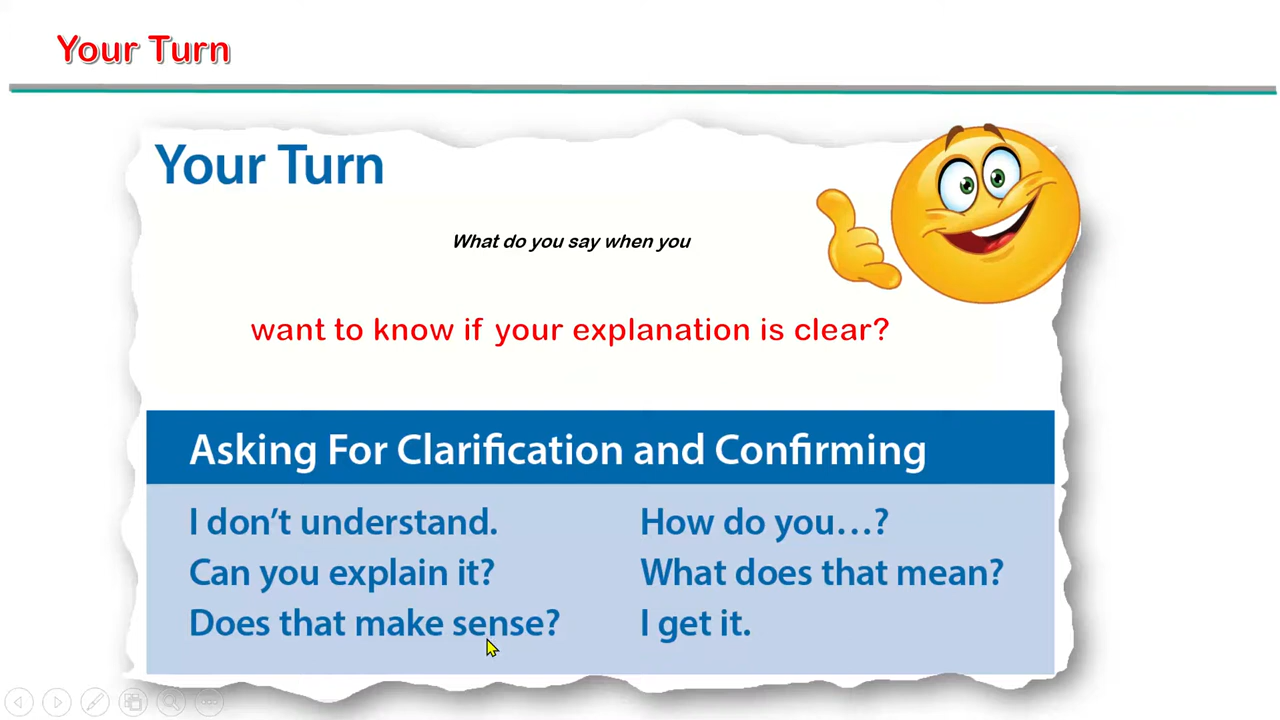 Your Turn
Your Turn
What do you say when you
want to know if your explanation is clear?
Asking For Clarification and Confirming
I don't understand.
How do you...?
Can you explain it?
What does that mean?
Does that make sense?
I get it.